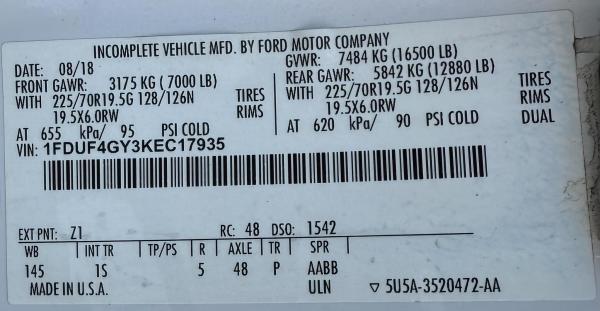 INCOMPLETE VEHICLE MFD. BY FORD MOTOR COMPANY
DATE: 08/18 GVWR: 7484 KG (16500 LB)
FRONT GAWR: 3175 KG (7000 LB) REAR GAWR: 5842 KG (12880 LB)
WITH 225/70R19.5G 128/126N TIRES WITH 225/70R19.5G 128/126N TIRES
19.5X6.0RW RIMS 19.5X6.0RW RIMS
AT 655 kPa/ 95 PSI COLD AT 620 kPa/ 90 PSI COLD DUAL
VIN: 1FDUF4GY3KEC17935
EXT PNT: Z1 RC: 48 DSO: 1542
WB INT TR TP/PS R AXLE TR SPR
145 1S 5 48 P AABB
MADE IN U.S.A. ULN ▽ 5U5A-3520472-AA